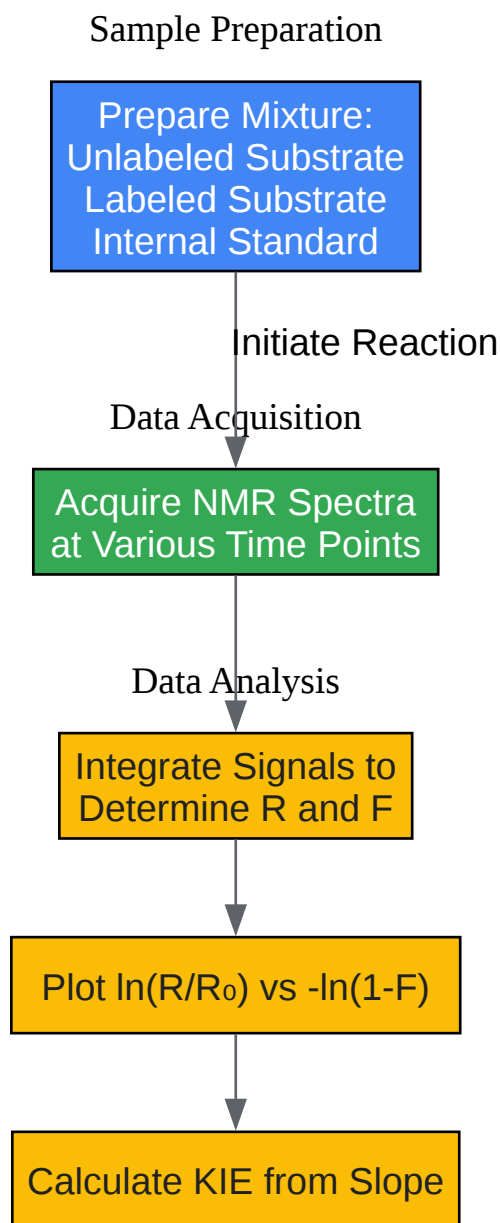 Sample Preparation
Prepare Mixture:
Unlabeled Substrate
Labeled Substrate
Internal Standard
Initiate Reaction
Data Acquisition
Acquire NMR Spectra
at Various Time Points
Data Analysis
Integrate Signals to
Determine R and F
Plot ln(R/R₀) vs -ln(1-F)
Calculate KIE from Slope